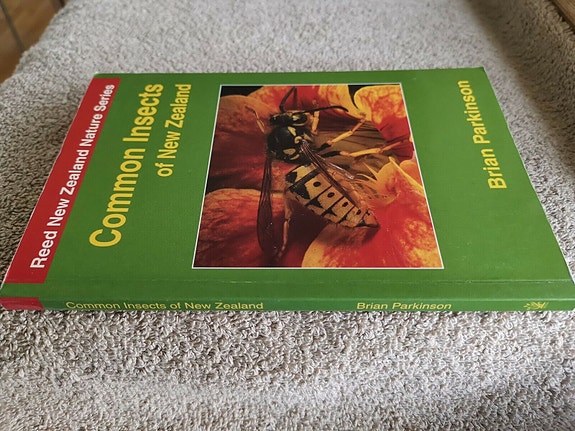 Reed New Zealand Nature Series
Common Insects
of New Zealand
Brian Parkinson
Common Insects of New Zealand Brian Parkinson